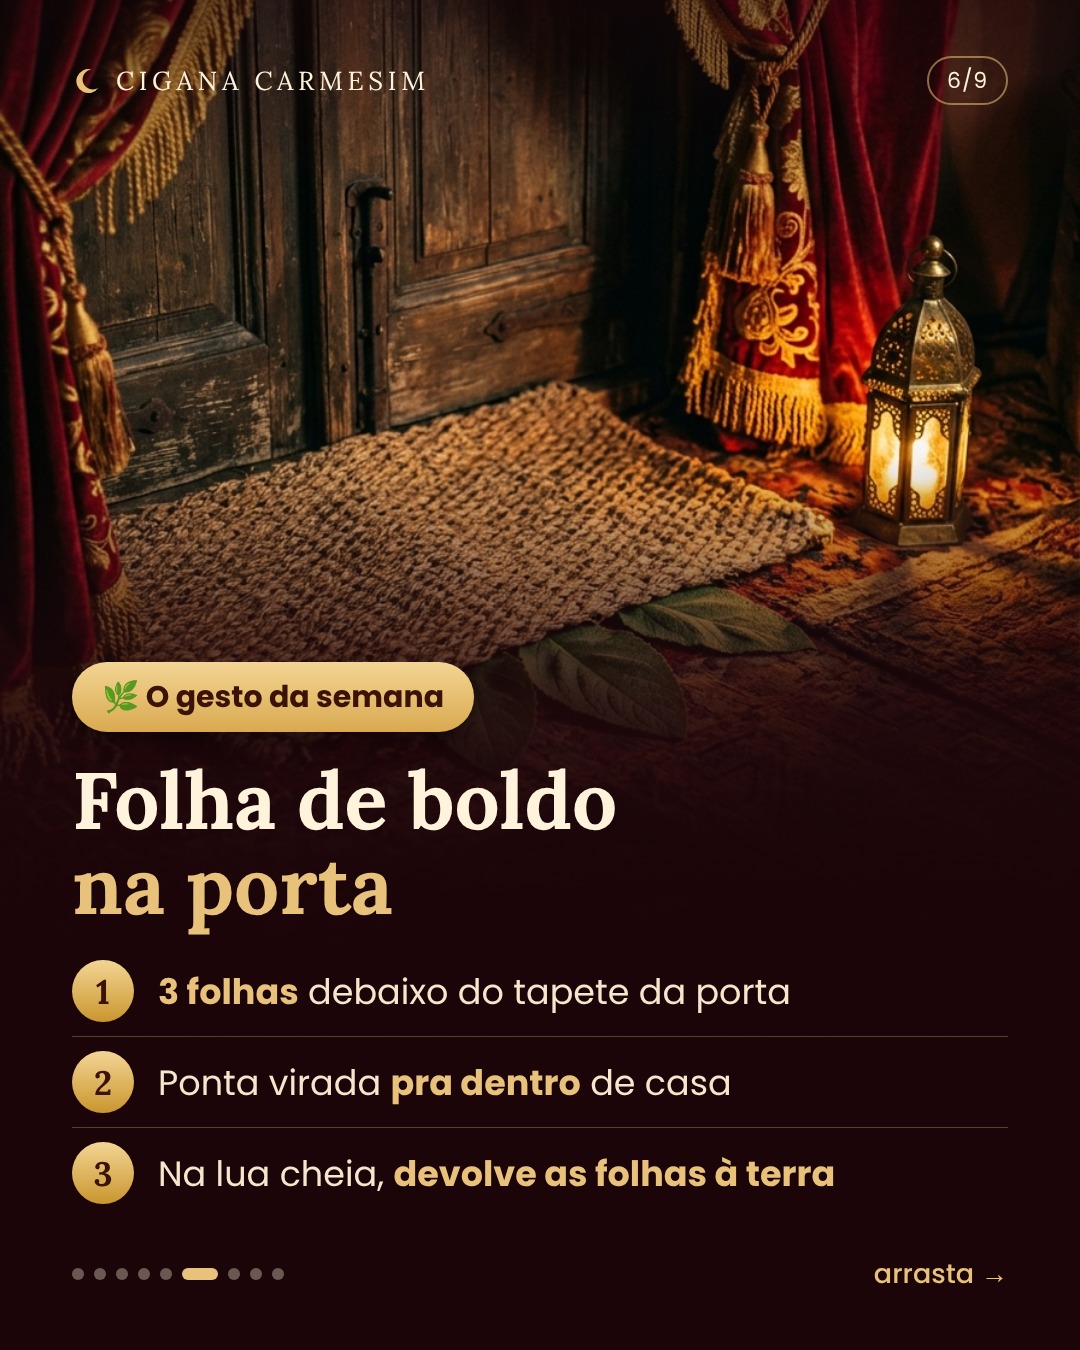 CIGANA CARMESIM
6/9
🌿 O gesto da semana
Folha de boldo
na porta
1 3 folhas debaixo do tapete da porta
2 Ponta virada pra dentro de casa
3 Na lua cheia, devolve as folhas à terra
arrasta →